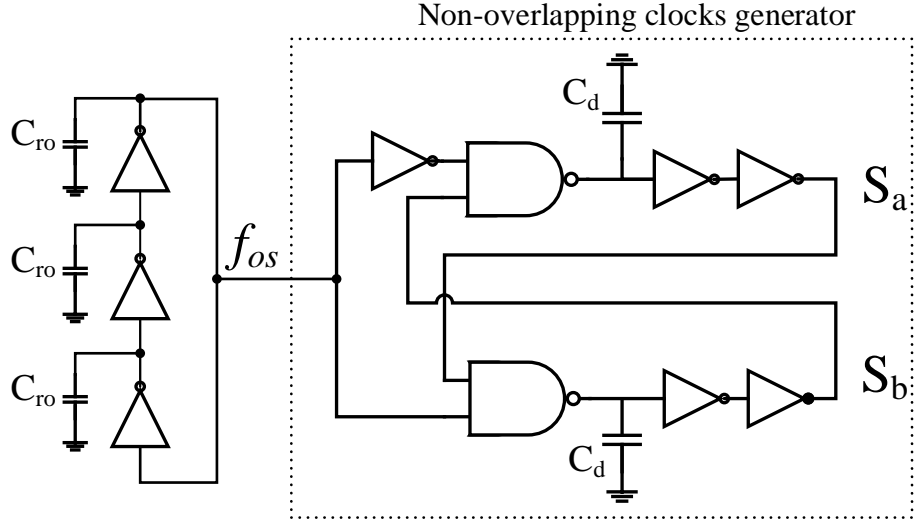 Non-overlapping clocks generator
C_d
C_ro
S_a
f_os
C_ro
C_ro
S_b
C_d